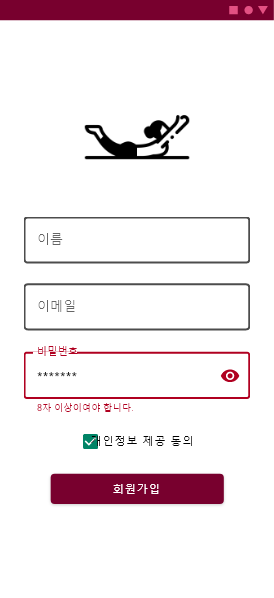 이름
이메일
비밀번호
*******
8자 이상이여야 합니다.
개인정보 제공 동의
회원가입